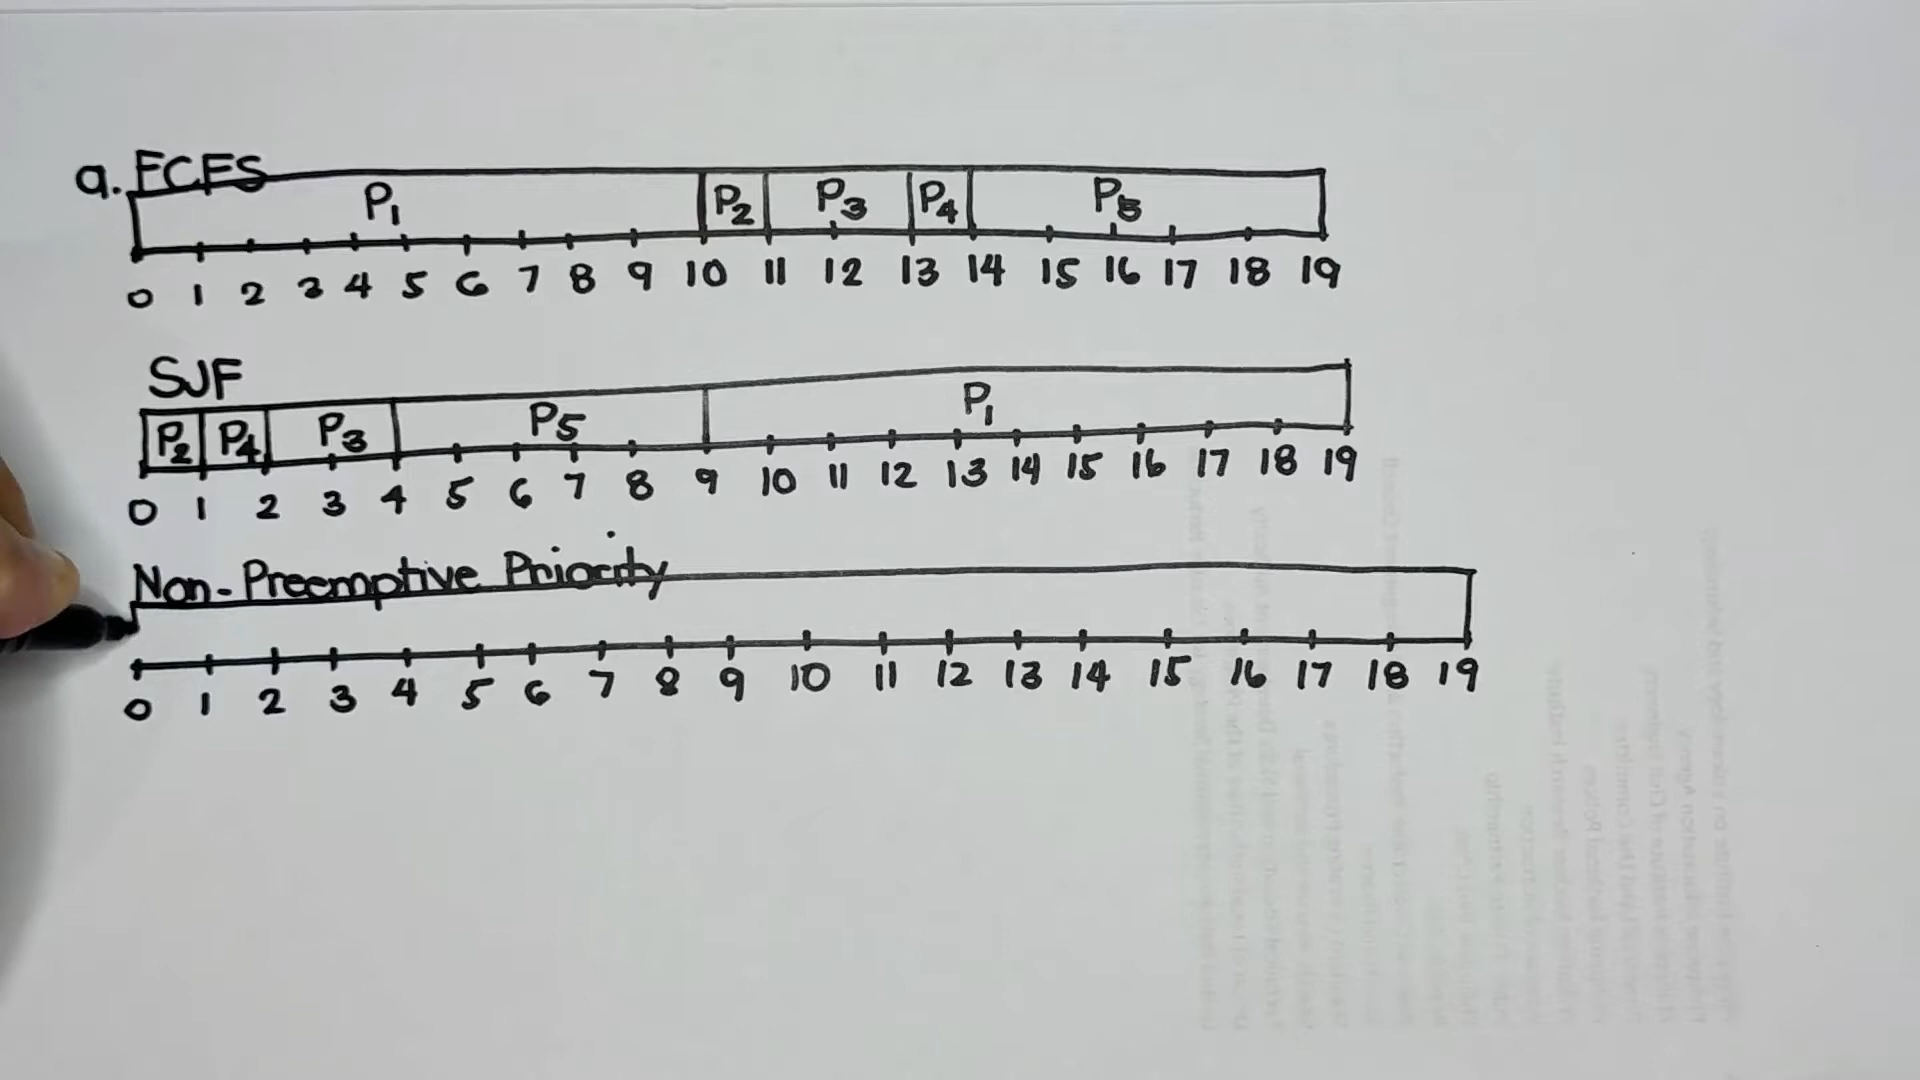 a. FCFS
P1 P2 P3 P4 P5
0 1 2 3 4 5 6 7 8 9 10 11 12 13 14 15 16 17 18 19
SJF
P2 P4 P3 P5 P1
0 1 2 3 4 5 6 7 8 9 10 11 12 13 14 15 16 17 18 19
Non-Preemptive Priority
0 1 2 3 4 5 6 7 8 9 10 11 12 13 14 15 16 17 18 19